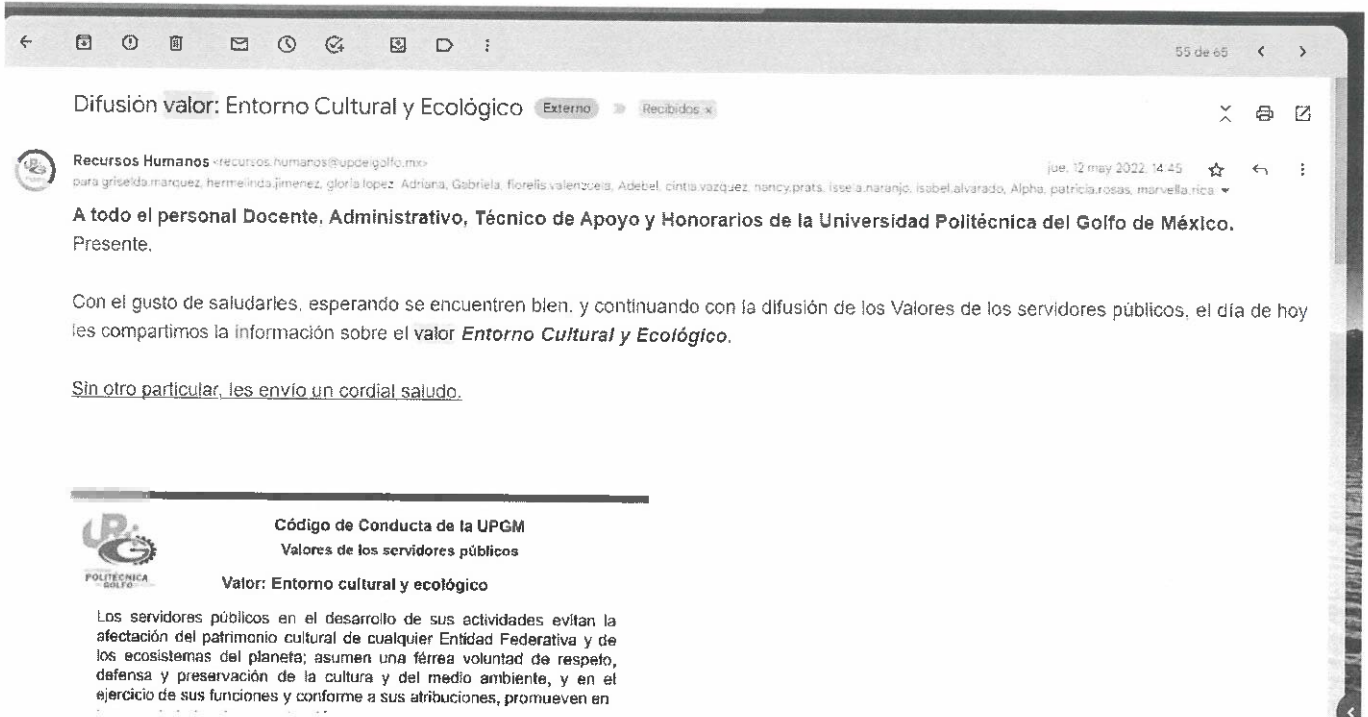 55 de 65
Difusión valor: Entorno Cultural y Ecológico Externo Recibidos x
Recursos Humanos <recursos.humanos@updelgolfo.mx> jue, 12 may 2022, 14:45
para griselda.marquez, hermelinda.jimenez, gloria.lopez, Adriana, Gabriela, fiorelis.valenzuela, Adebel, cintia.vazquez, nancy.prats, isabel.alvarado, Alpha, patricia.rosas,
A todo el personal Docente, Administrativo, Técnico de Apoyo y Honorarios de la Universidad Politécnica del Golfo de México.
Presente.
Con el gusto de saludarles, esperando se encuentren bien, y continuando con la difusión de los Valores de los servidores públicos, el día de hoy
les compartimos la información sobre el valor Entorno Cultural y Ecológico.
Sin otro particular, les envío un cordial saludo.
Código de Conducta de la UPGM
Valores de los servidores públicos
POLITÉCNICA
GOLFO
Valor: Entorno cultural y ecológico
Los servidores públicos en el desarrollo de sus actividades evitan la
afectación del patrimonio cultural de cualquier Entidad Federativa y de
los ecosistemas del planeta; asumen una férrea voluntad de respeto,
defensa y preservación de la cultura y del medio ambiente, y en el
ejercicio de sus funciones y conforme a sus atribuciones, promueven en